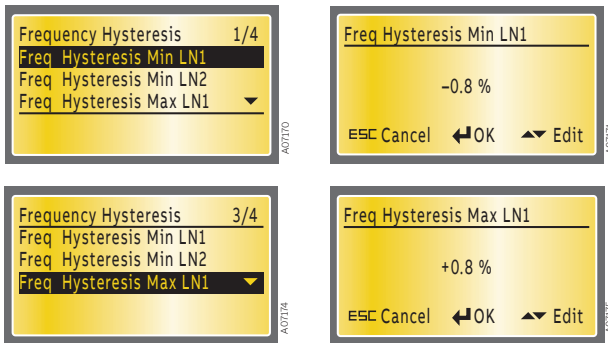 Frequency Hysteresis 1/4
Freq Hysteresis Min LN1
Freq Hysteresis Min LN2
Freq Hysteresis Max LN1
A07170
Freq Hysteresis Min LN1
–0.8 %
ESC Cancel OK Edit
Frequency Hysteresis 3/4
Freq Hysteresis Min LN1
Freq Hysteresis Min LN2
Freq Hysteresis Max LN1
A07174
Freq Hysteresis Max LN1
+0.8 %
ESC Cancel OK Edit